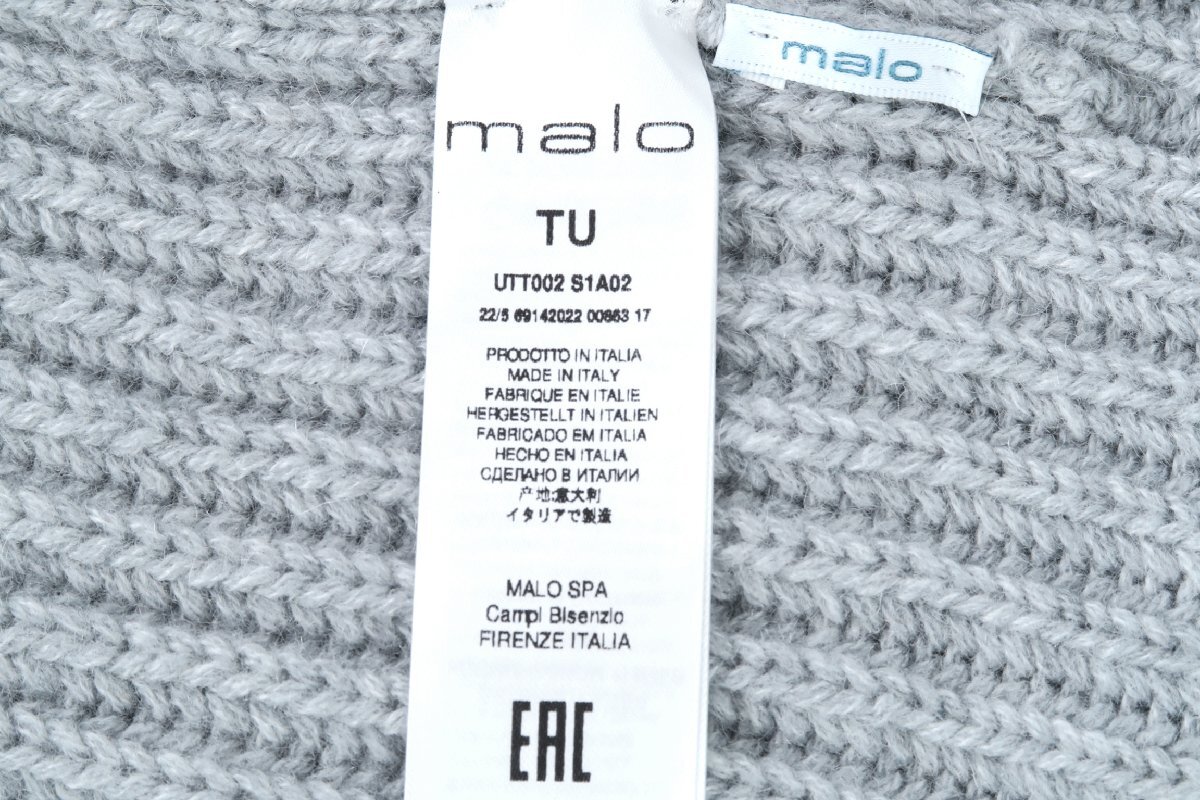 malo
malo
TU
UTT002 S1A02
22/5 69142022 00863 17
PRODOTTO IN ITALIA
MADE IN ITALY
FABRIQUE EN ITALIE
HERGESTELLT IN ITALIEN
FABRICADO EM ITALIA
HECHO EN ITALIA
СДЕЛАНО В ИТАЛИИ
产地:意大利
イタリアで製造
MALO SPA
Campi Bisenzio
FIRENZE ITALIA
EAC